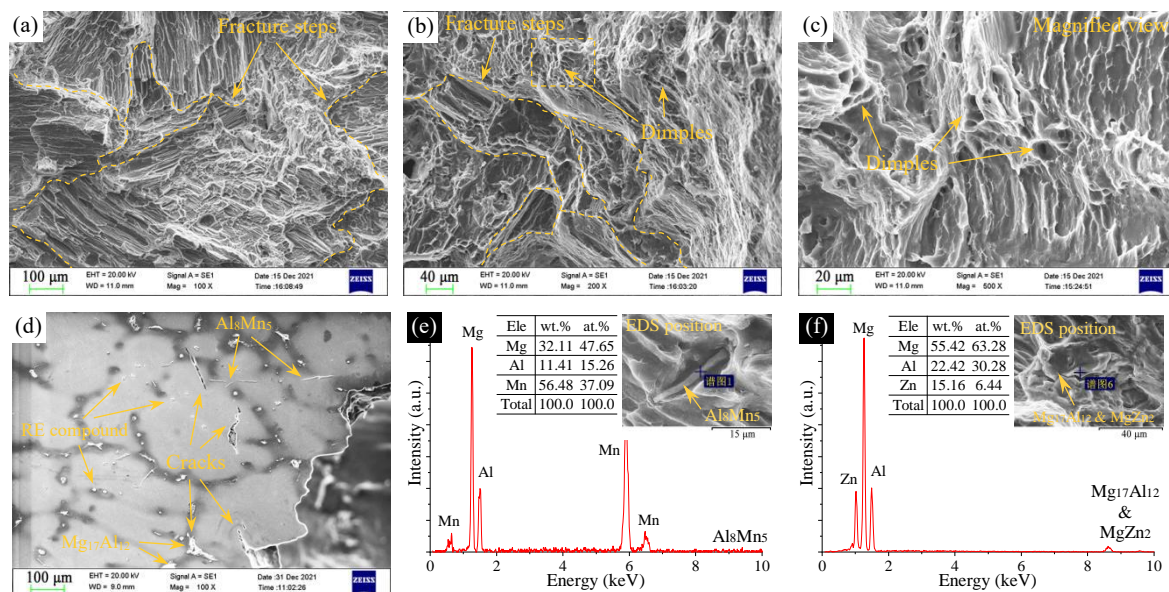 (a)
Fracture steps
100 μm
EHT = 20.00 kV
WD = 11.0 mm
Signal A = SE1
Mag = 100 X
Date :15 Dec 2021
Time :16:08:49
ZEISS
(b)
Fracture steps
Dimples
40 μm
EHT = 20.00 kV
WD = 11.0 mm
Signal A = SE1
Mag = 200 X
Date :15 Dec 2021
Time :16:03:20
ZEISS
(c)
Magnified view
Dimples
20 μm
EHT = 20.00 kV
WD = 11.0 mm
Signal A = SE1
Mag = 500 X
Date :15 Dec 2021
Time :15:24:51
ZEISS
(d)
Al8Mn5
RE compound
Cracks
100 μm
EHT = 20.00 kV
WD = 9.0 mm
Signal A = SE1
Mag = 100 X
Date :31 Dec 2021
Time :11:02:26
ZEISS
(e)
Mg
Ele wt.% at.%
Mg 32.11 47.65
Al 11.41 15.26
Mn 56.48 37.09
Total 100.0 100.0
EDS position
谱图1
Al8Mn5
15 μm
Intensity (a.u.)
Al
Mn
Mn
Mn
Al8Mn5
0 2 4 6 8 10
Energy (keV)
(f)
Mg
Ele wt.% at.%
Mg 55.42 63.28
Al 22.42 30.28
Zn 15.16 6.44
Total 100.0 100.0
EDS position
谱图6
& MgZn2
40 μm
Intensity (a.u.)
Zn
Al
Mg17Al12
&
MgZn2
0 2 4 6 8 10
Energy (keV)